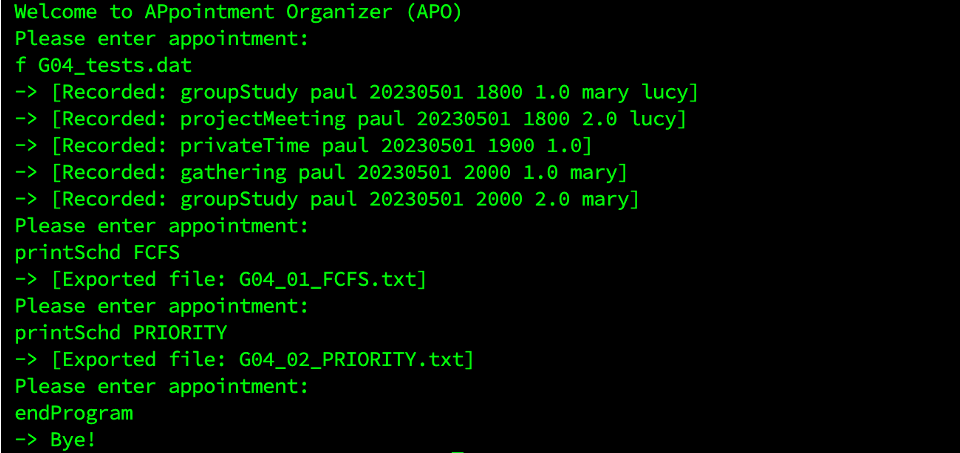 Welcome to APpointment Organizer (APO)
Please enter appointment:
f G04_tests.dat
-> [Recorded: groupStudy paul 20230501 1800 1.0 mary lucy]
-> [Recorded: projectMeeting paul 20230501 1800 2.0 lucy]
-> [Recorded: privateTime paul 20230501 1900 1.0]
-> [Recorded: gathering paul 20230501 2000 1.0 mary]
-> [Recorded: groupStudy paul 20230501 2000 2.0 mary]
Please enter appointment:
printSchd FCFS
-> [Exported file: G04_01_FCFS.txt]
Please enter appointment:
printSchd PRIORITY
-> [Exported file: G04_02_PRIORITY.txt]
Please enter appointment:
endProgram
-> Bye!